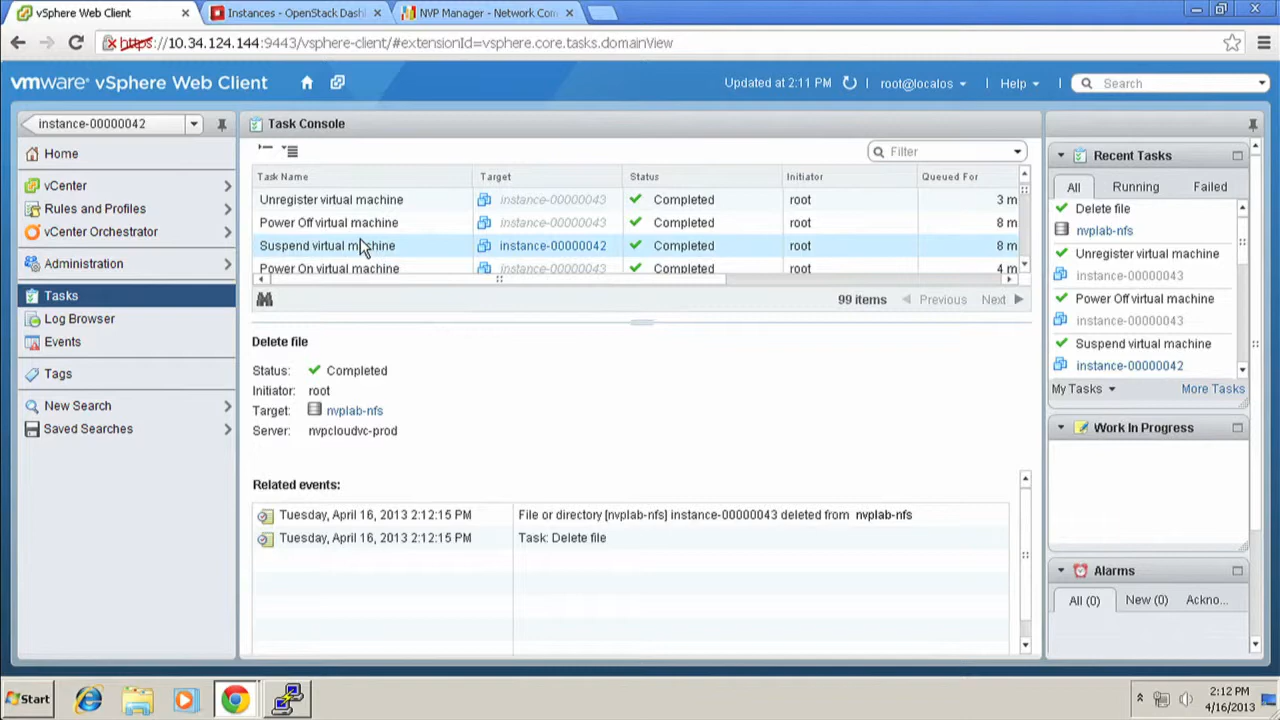 vSphere Web Client
Instances - OpenStack Dash
NVP Manager - Network Con
https://10.34.124.144:9443/vsphere-client/#extensionId=vsphere.core.tasks.domainView
vmware® vSphere Web Client
Updated at 2:11 PM
root@localos
Help
Search
instance-00000042
Home
vCenter
Rules and Profiles
vCenter Orchestrator
Administration
Tasks
Log Browser
Events
Tags
New Search
Saved Searches
Task Console
Filter
Task Name Target Status Initiator Queued For
Unregister virtual machine instance-00000043 Completed root 3 m
Power Off virtual machine instance-00000043 Completed root 8 m
Suspend virtual machine instance-00000042 Completed root 8 m
Power On virtual machine instance-00000043 Completed root 4 m
99 items Previous Next
Delete file
Status: Completed
Initiator: root
Target: nvplab-nfs
Server: nvpcloudvc-prod
Related events:
Tuesday, April 16, 2013 2:12:15 PM File or directory [nvplab-nfs] instance-00000043 deleted from nvplab-nfs
Tuesday, April 16, 2013 2:12:15 PM Task: Delete file
Recent Tasks
All Running Failed
Delete file
nvplab-nfs
Unregister virtual machine
instance-00000043
Power Off virtual machine
instance-00000043
Suspend virtual machine
instance-00000042
My Tasks More Tasks
Work In Progress
Alarms
All (0) New (0) Ackno...
Start
2:12 PM
4/16/2013